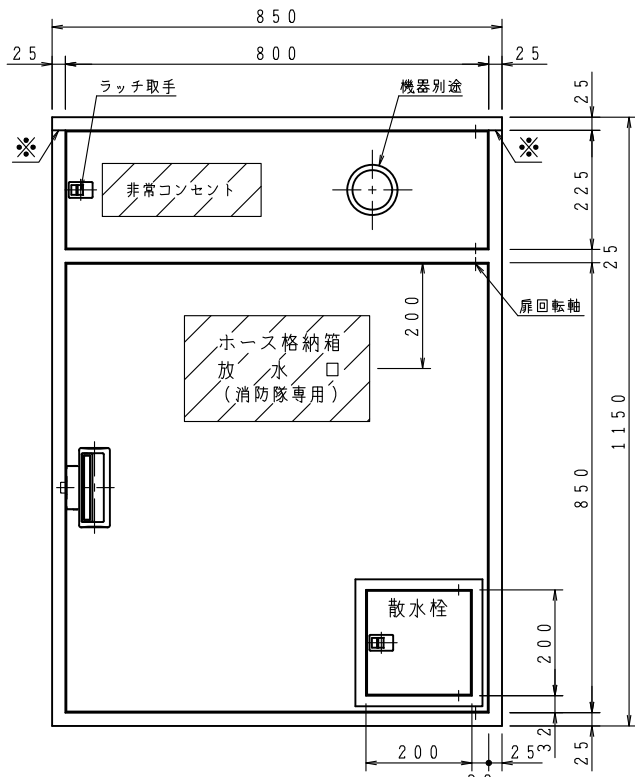 850
25
800
25
ラッチ取手
機器別途
25
※
※
非常コンセント
225
25
扉回転軸
200
ホース格納箱
放 水 口
(消防隊専用)
1150
850
散水栓
200
32
200
25
25